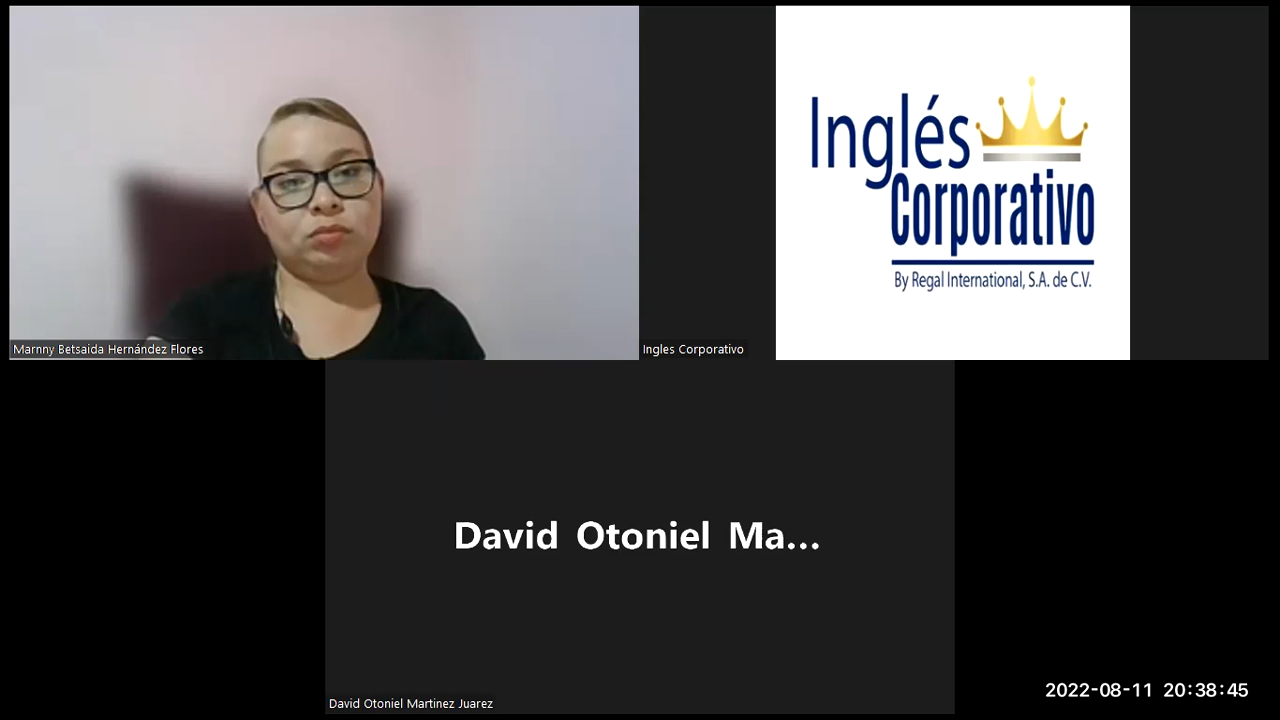 Inglés
Corporativo
By Regal International, S.A. de C.V.
Marnny Betsaida Hernández Flores
Ingles Corporativo
David Otoniel Ma...
David Otoniel Martinez Juarez
2022-08-11 20:38:45